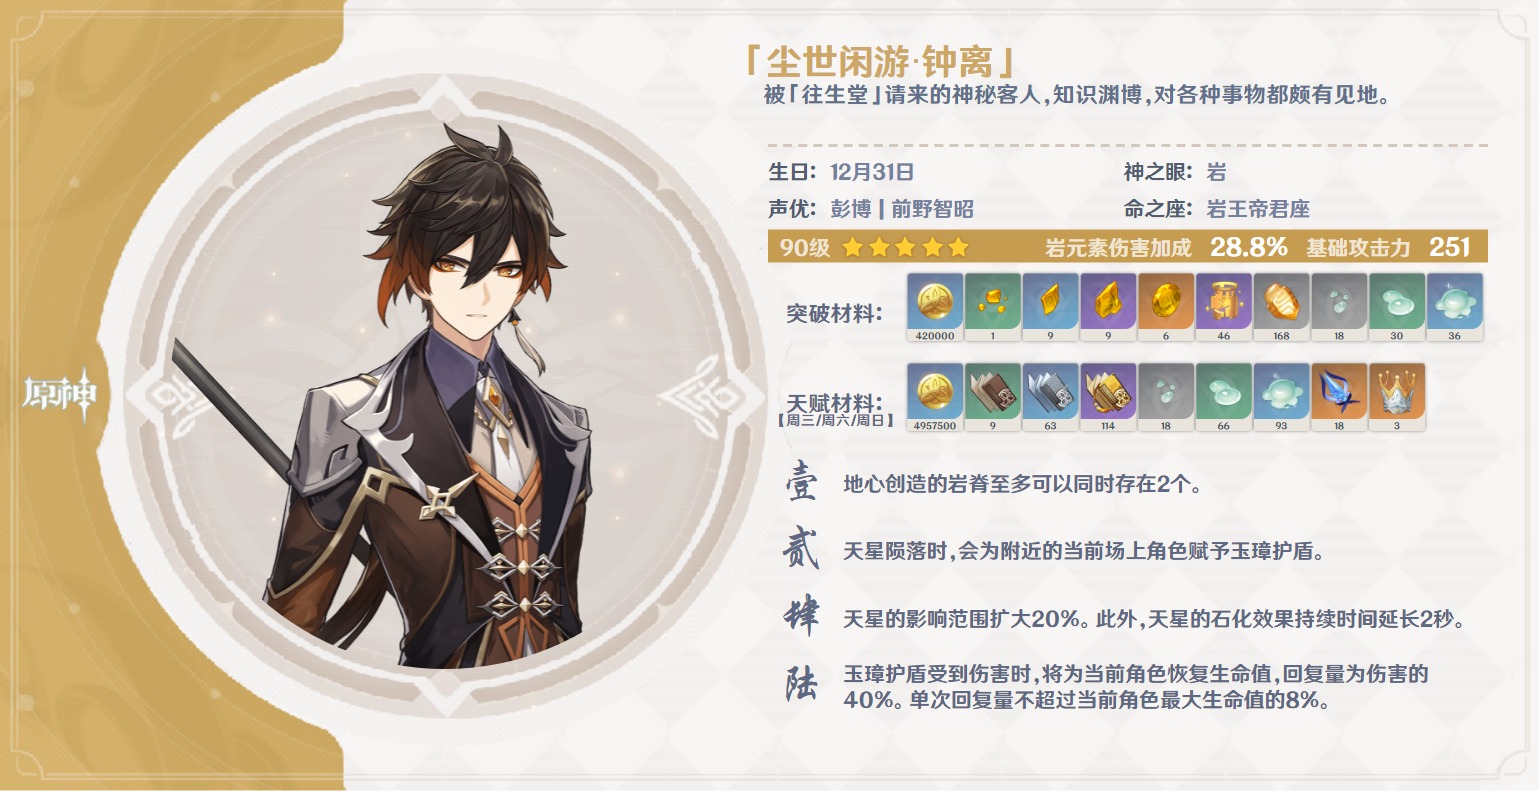 原神
「尘世闲游·钟离」
被「往生堂」请来的神秘客人,知识渊博,对各种事物都颇有见地。
生日: 12月31日 神之眼: 岩
声优: 彭博 | 前野智昭 命之座: 岩王帝君座
90级 岩元素伤害加成 28.8% 基础攻击力 251
突破材料:
420000 1 9 9 6 46 168 18 30 36
天赋材料:
【周三/周六/周日】
4957500 9 63 114 18 66 93 18 3
壹 地心创造的岩脊至多可以同时存在2个。
贰 天星陨落时,会为附近的当前场上角色赋予玉璋护盾。
肆 天星的影响范围扩大20%。此外,天星的石化效果持续时间延长2秒。
陆 玉璋护盾受到伤害时,将为当前角色恢复生命值,回复量为伤害的
40%。单次回复量不超过当前角色最大生命值的8%。